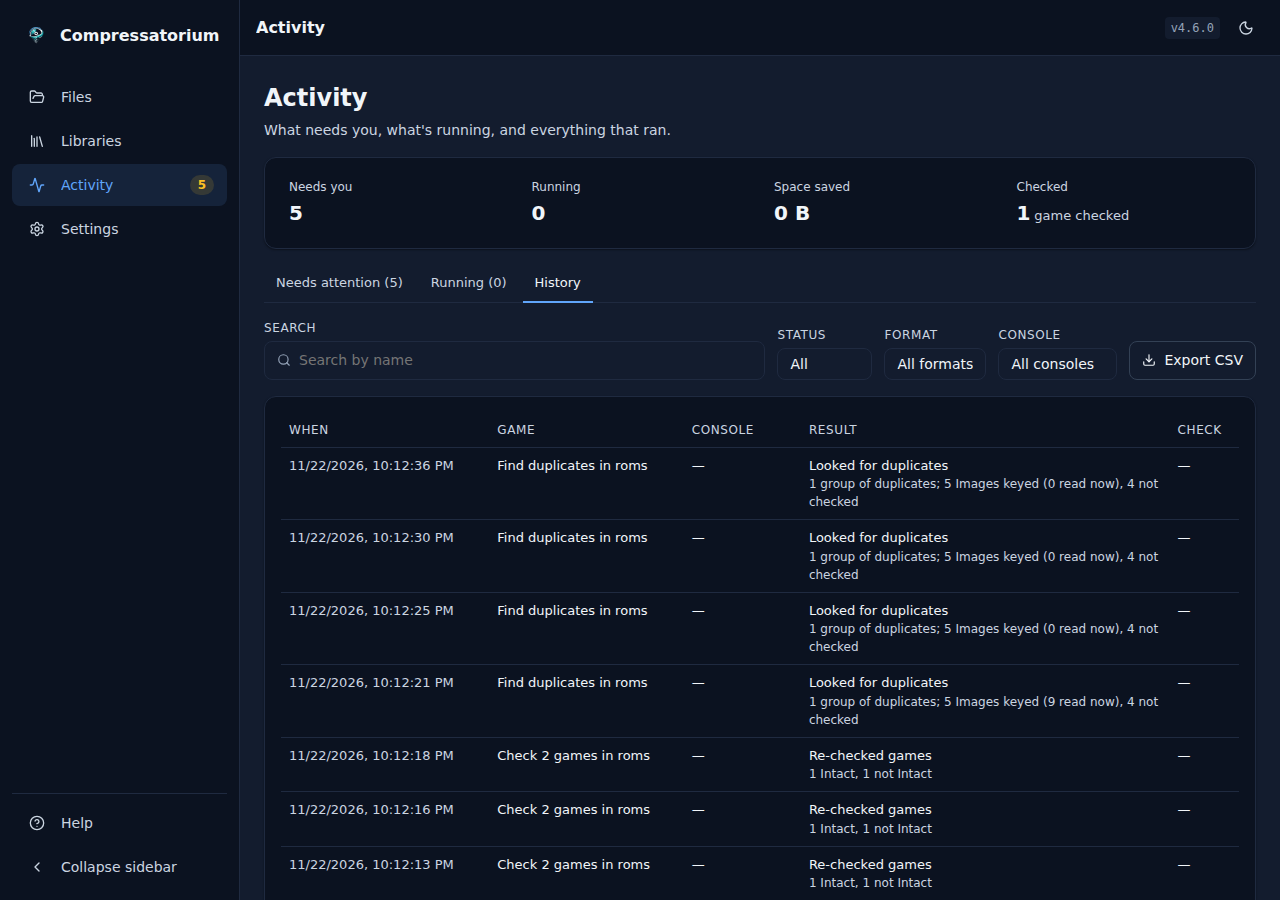 Compressatorium
Activity
v4.6.0
Files
Libraries
Activity
5
Settings
Help
Collapse sidebar
Activity
What needs you, what's running, and everything that ran.
Needs you
5
Running
0
Space saved
0 B
Checked
1 game checked
Needs attention (5)
Running (0)
History
SEARCH
Search by name
STATUS
All
FORMAT
All formats
CONSOLE
All consoles
Export CSV
WHEN GAME CONSOLE RESULT CHECK
11/22/2026, 10:12:36 PM Find duplicates in roms — Looked for duplicates —
1 group of duplicates; 5 Images keyed (0 read now), 4 not
checked
11/22/2026, 10:12:30 PM Find duplicates in roms — Looked for duplicates —
1 group of duplicates; 5 Images keyed (0 read now), 4 not
checked
11/22/2026, 10:12:25 PM Find duplicates in roms — Looked for duplicates —
1 group of duplicates; 5 Images keyed (0 read now), 4 not
checked
11/22/2026, 10:12:21 PM Find duplicates in roms — Looked for duplicates —
1 group of duplicates; 5 Images keyed (9 read now), 4 not
checked
11/22/2026, 10:12:18 PM Check 2 games in roms — Re-checked games —
1 Intact, 1 not Intact
11/22/2026, 10:12:16 PM Check 2 games in roms — Re-checked games —
1 Intact, 1 not Intact
11/22/2026, 10:12:13 PM Check 2 games in roms — Re-checked games —
1 Intact, 1 not Intact